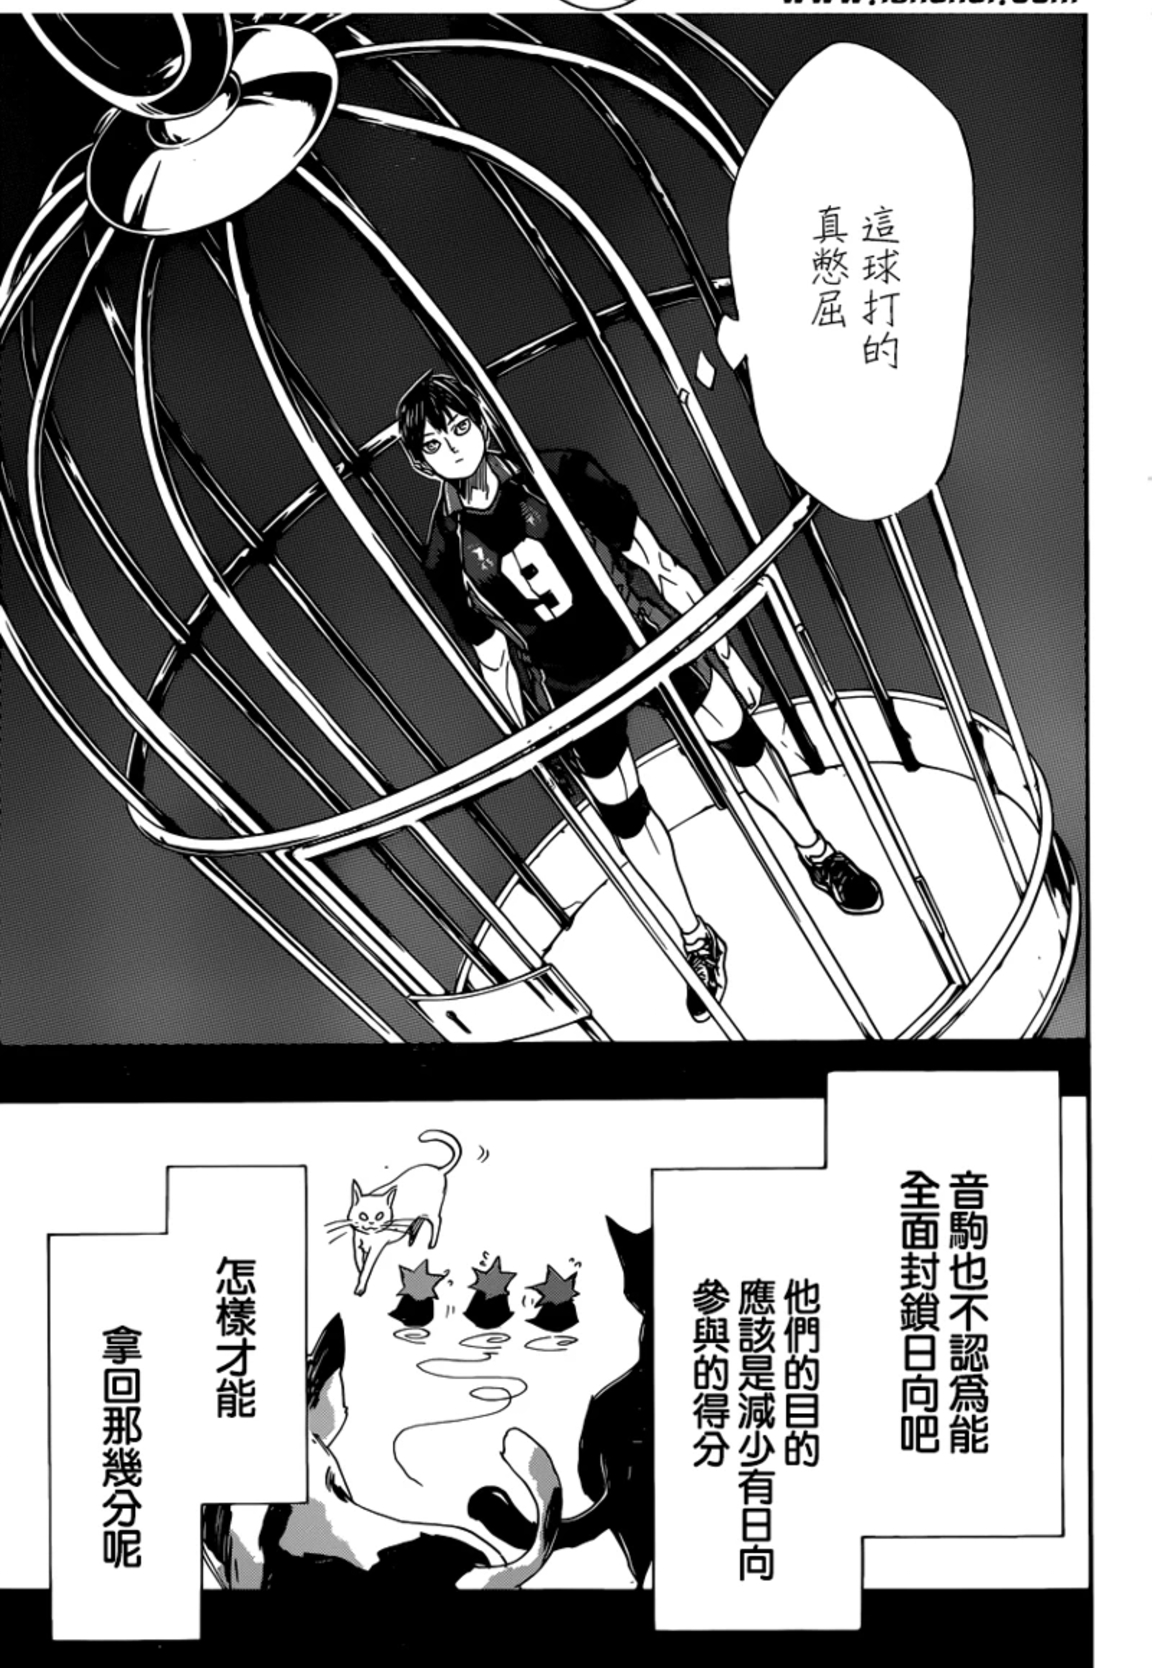 這球打的
真憋屈
音駒也不認爲能
全面封鎖日向吧
他們的目的
應該是減少有日向
參與的得分
怎樣才能
拿回那幾分呢
9